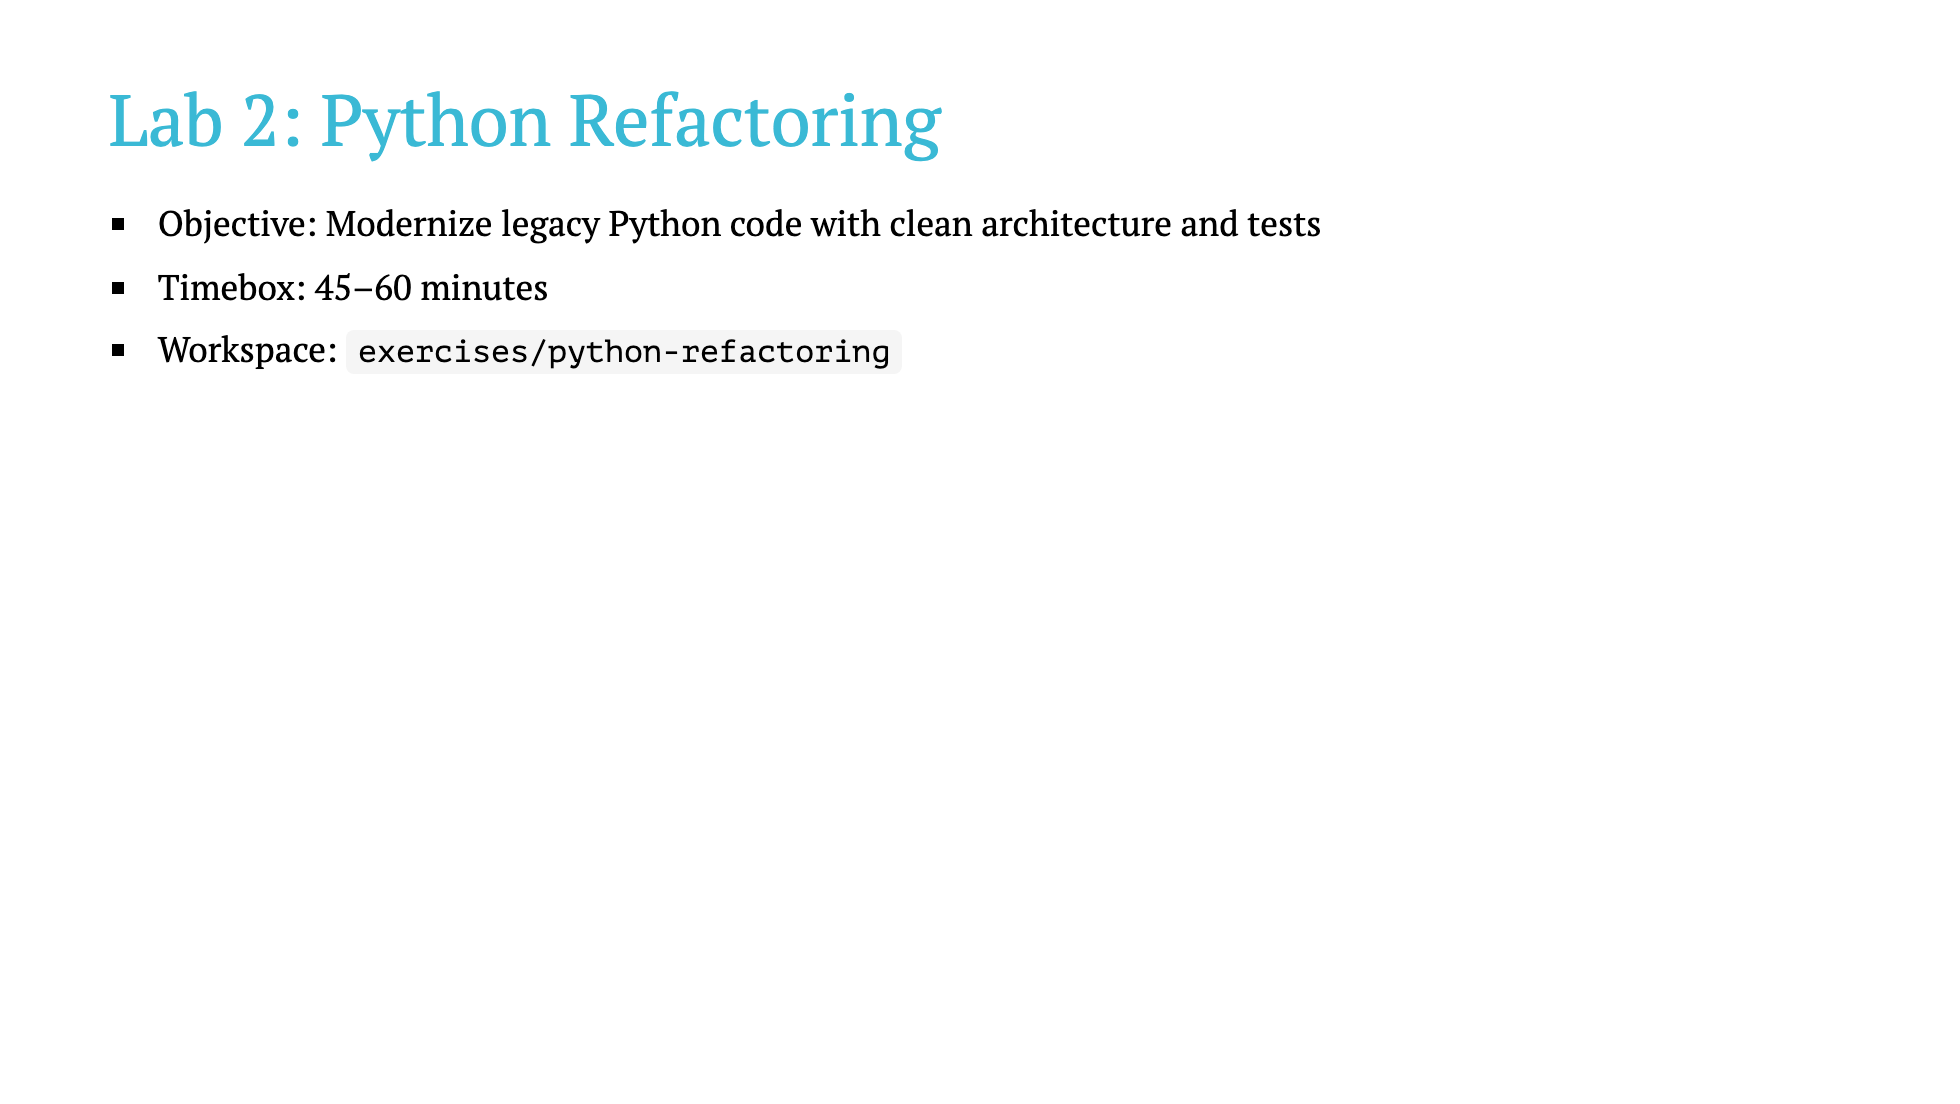 Lab 2: Python Refactoring
▪ Objective: Modernize legacy Python code with clean architecture and tests
▪ Timebox: 45–60 minutes
▪ Workspace: exercises/python-refactoring